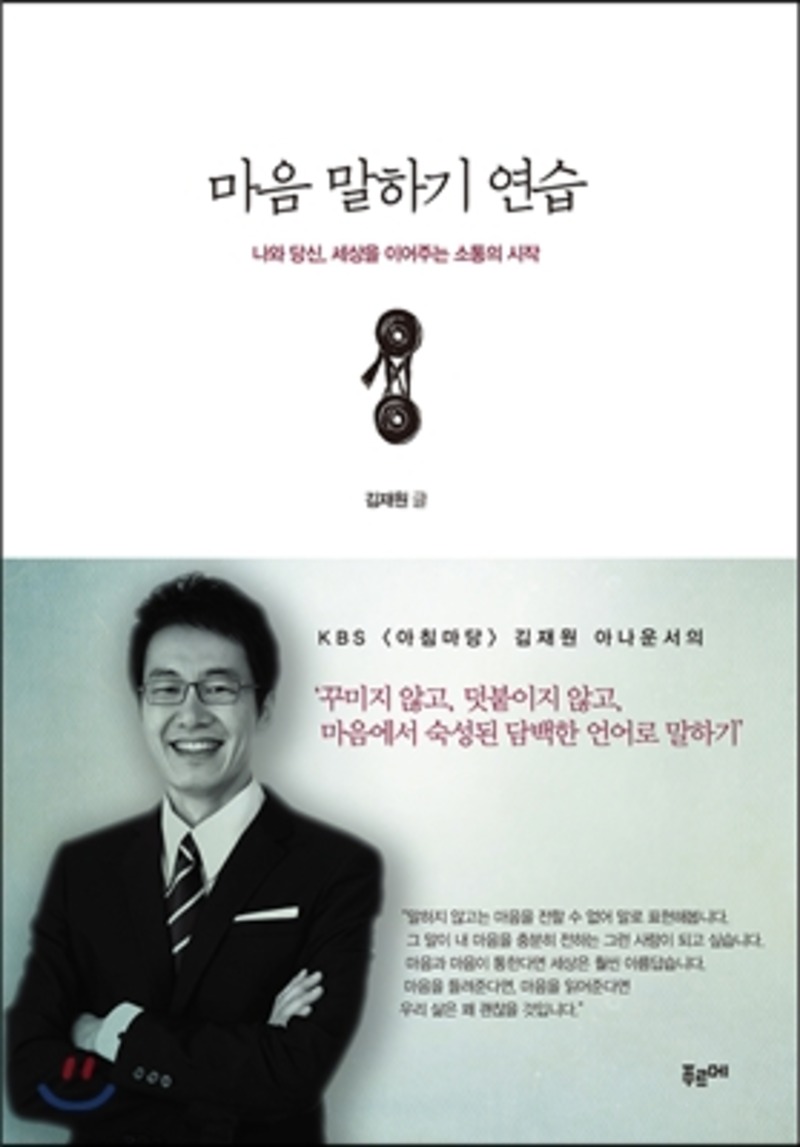 마음 말하기 연습
나와 당신, 세상을 이어주는 소통의 시작
김재원 글
KBS 〈아침마당〉 김재원 아나운서의
‘꾸미지 않고, 덧붙이지 않고,
마음에서 숙성된 담백한 언어로 말하기’
“말하지 않고는 마음을 전할 수 없어 말로 표현해봅니다.
그 말이 내 마음을 충분히 전하는 그런 사람이 되고 싶습니다.
마음과 마음이 통한다면 세상은 훨씬 아름답습니다.
마음을 들려준다면, 마음을 읽어준다면
우리 삶은 꽤 괜찮을 것입니다.”
푸르메